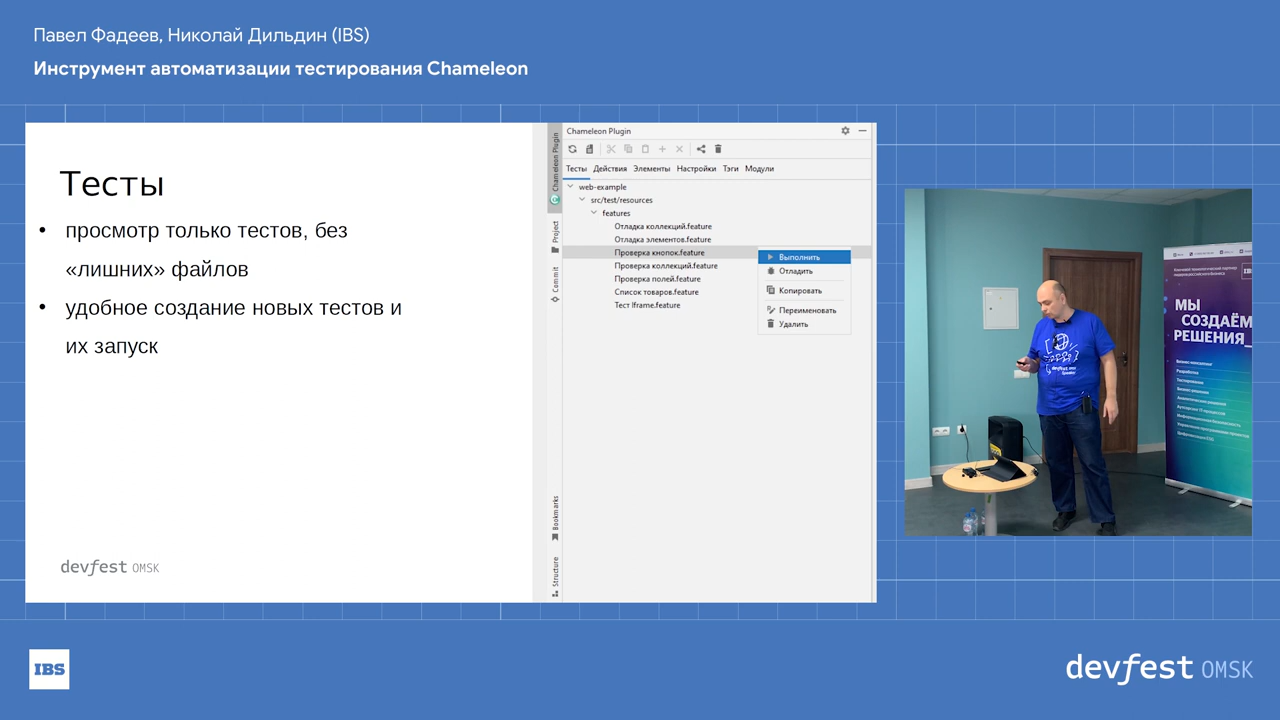 Павел Фадеев, Николай Дильдин (IBS)
Инструмент автоматизации тестирования Chameleon
Тесты
• просмотр только тестов, без
«лишних» файлов
• удобное создание новых тестов и
их запуск
devfest OMSK
Chameleon Plugin
Project
Commit
Bookmarks
Structure
Chameleon Plugin
Тесты Действия Элементы Настройки Тэги Модули
web-example
src/test/resources
features
Отладка коллекций.feature
Отладка элементов.feature
Проверка кнопок.feature
Проверка коллекций.feature
Проверка полей.feature
Список товаров.feature
Тест Iframe.feature
Выполнить
Отладить
Копировать
Переименовать
Удалить
devfest
IBS
МЫ
СОЗДАЁМ
РЕШЕНИЯ_
Разработка
Тестирование
IBS
devfest OMSK